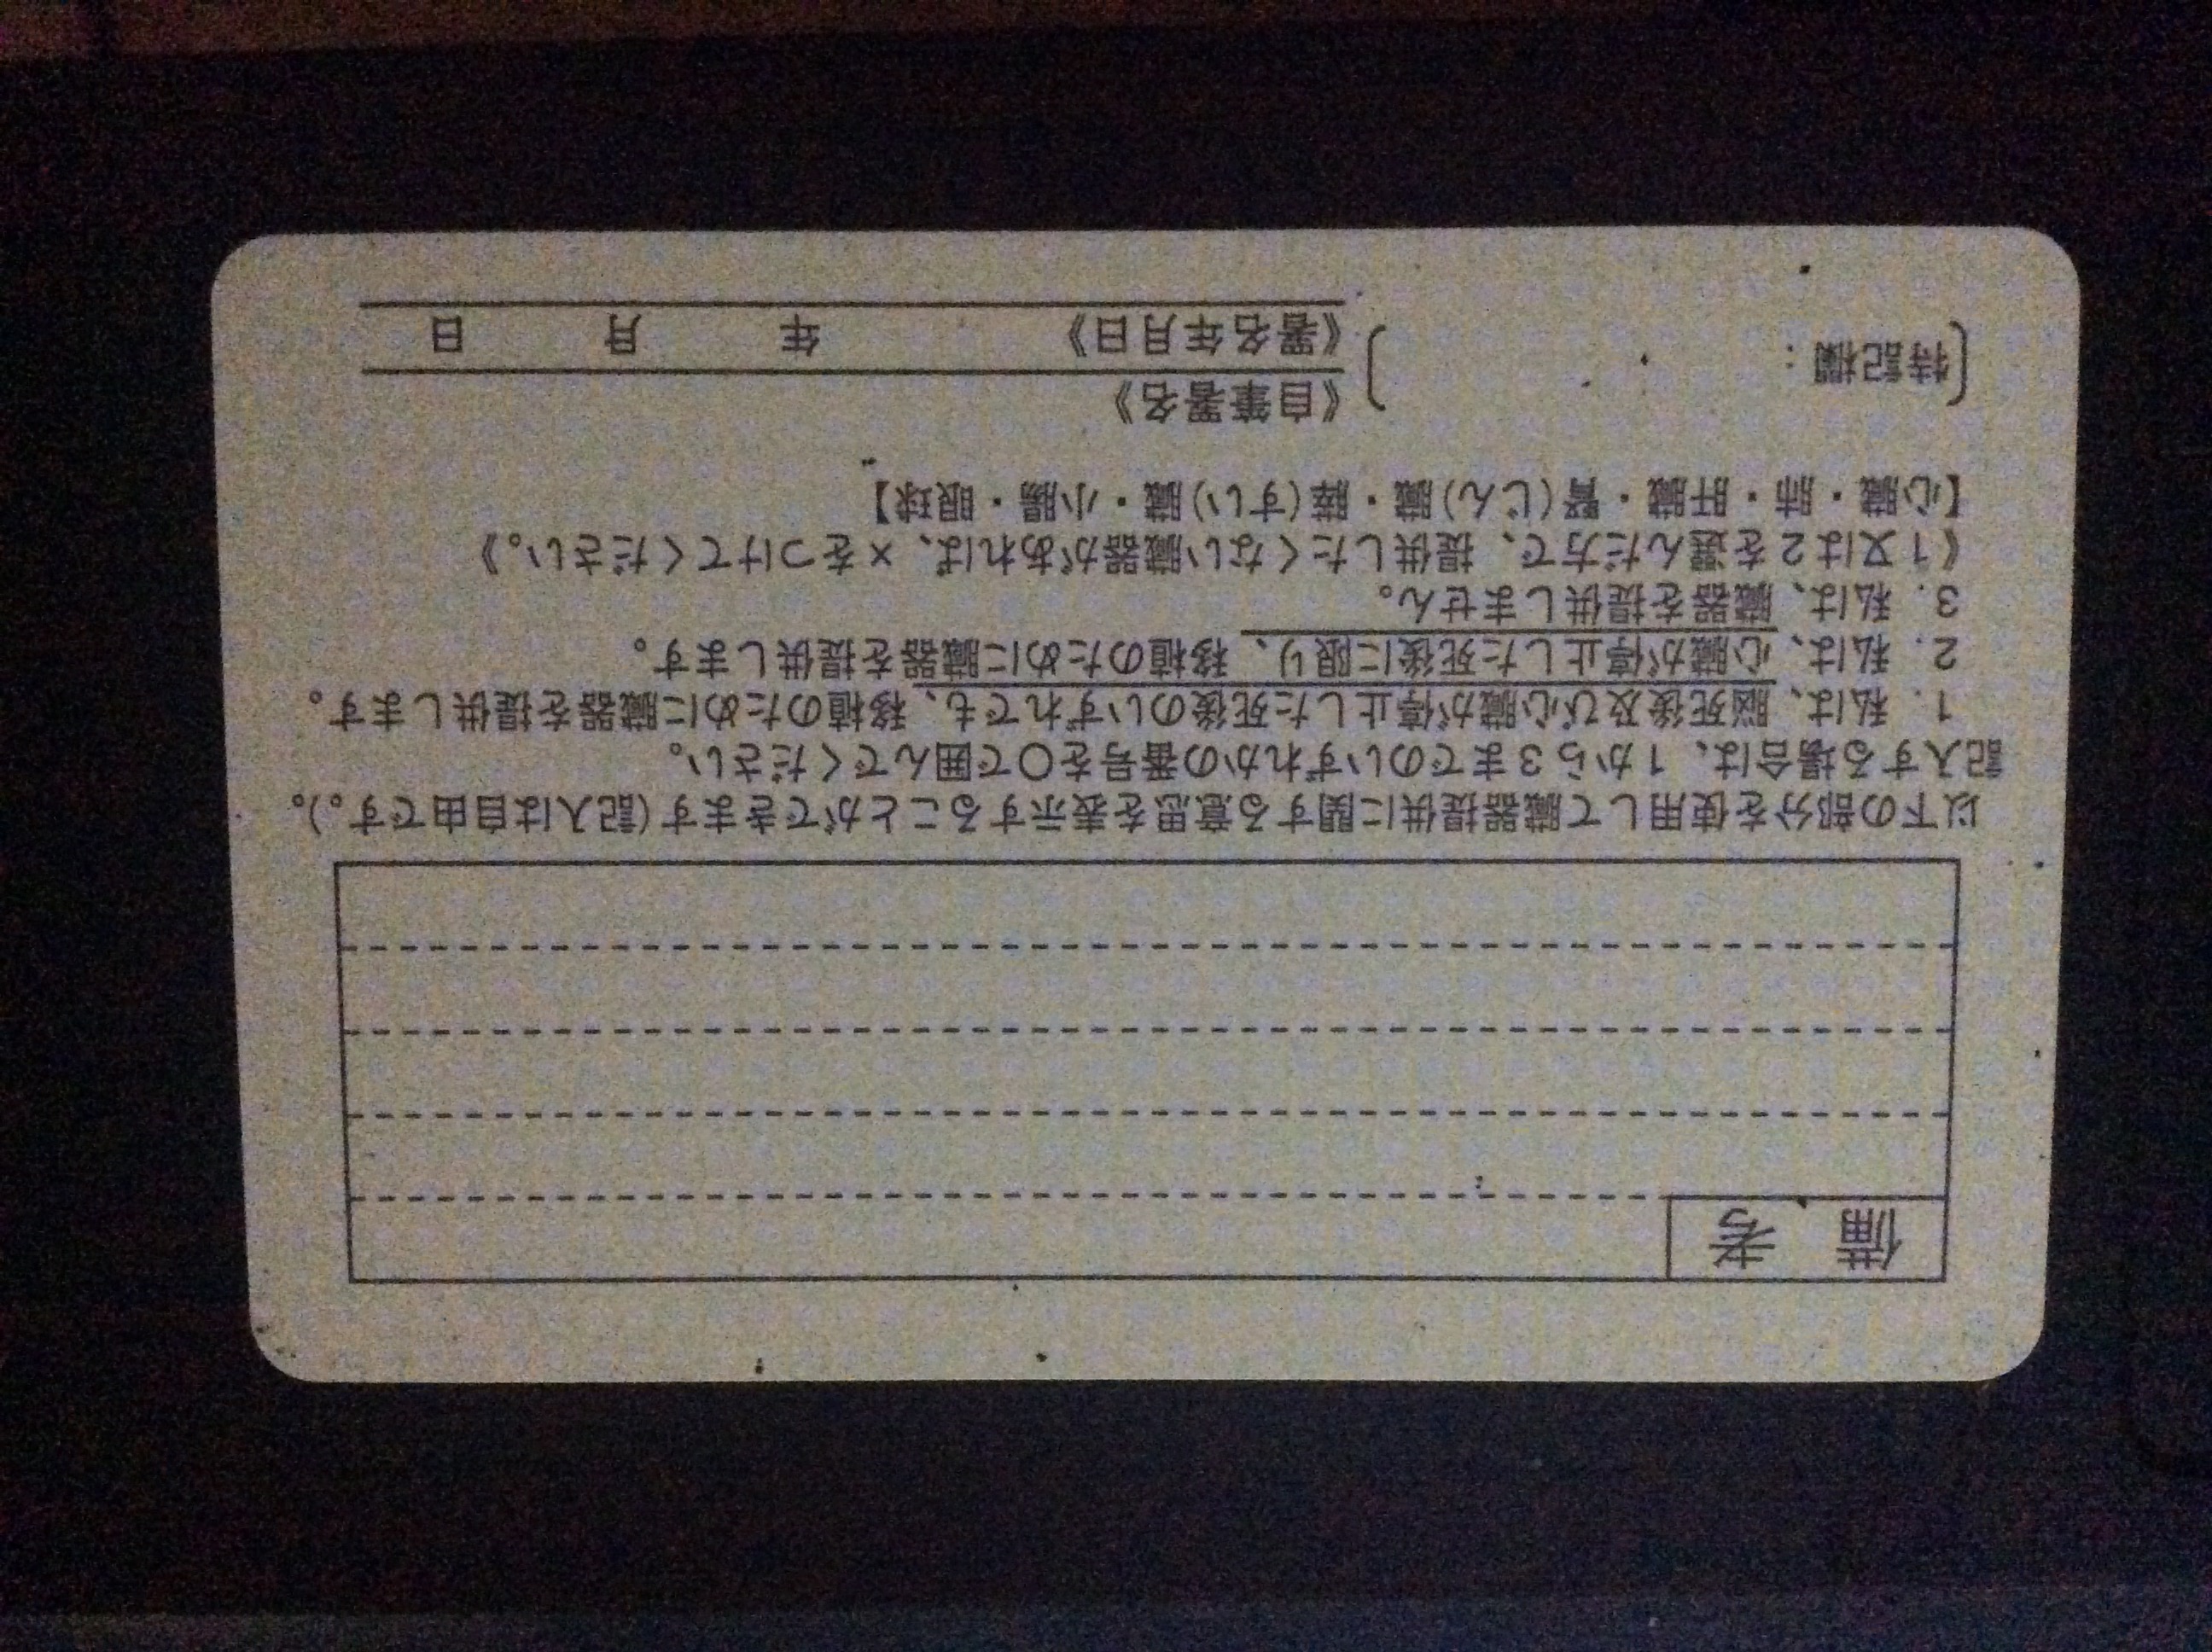 備考
以下の部分を使用して臓器提供に関する意思を表示することができます(記入は自由です。)。
記入する場合は、1から3までのいずれかの番号を○で囲んでください。
1. 私は、脳死後及び心臓が停止した死後のいずれでも、移植のために臓器を提供します。
2. 私は、心臓が停止した死後に限り、移植のために臓器を提供します。
3. 私は、臓器を提供しません。
《1又は2を選んだ方で、提供したくない臓器があれば、×をつけてください。》
【心臓・肺・肝臓・腎(じん)臓・膵(すい)臓・小腸・眼球】
〔特記欄: 〕
《自筆署名》
《署名年月日》 年 月 日